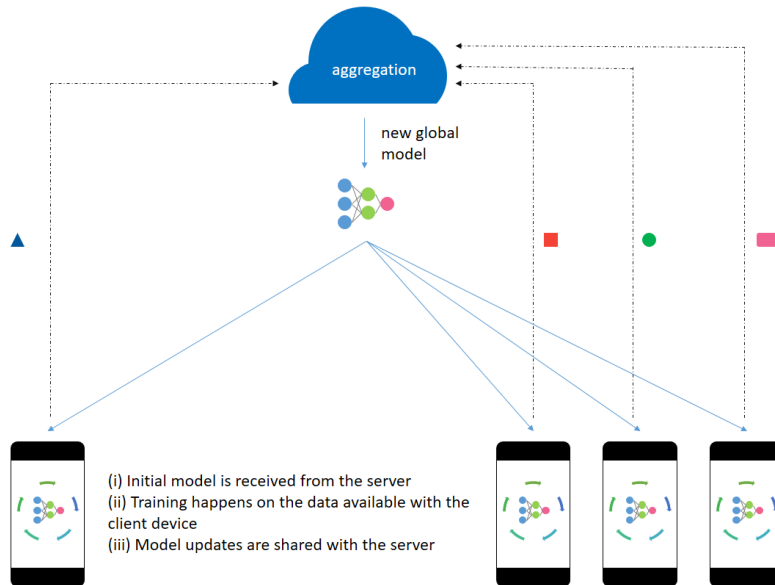 aggregation
new global
model
(i) Initial model is received from the server
(ii) Training happens on the data available with the
client device
(iii) Model updates are shared with the server